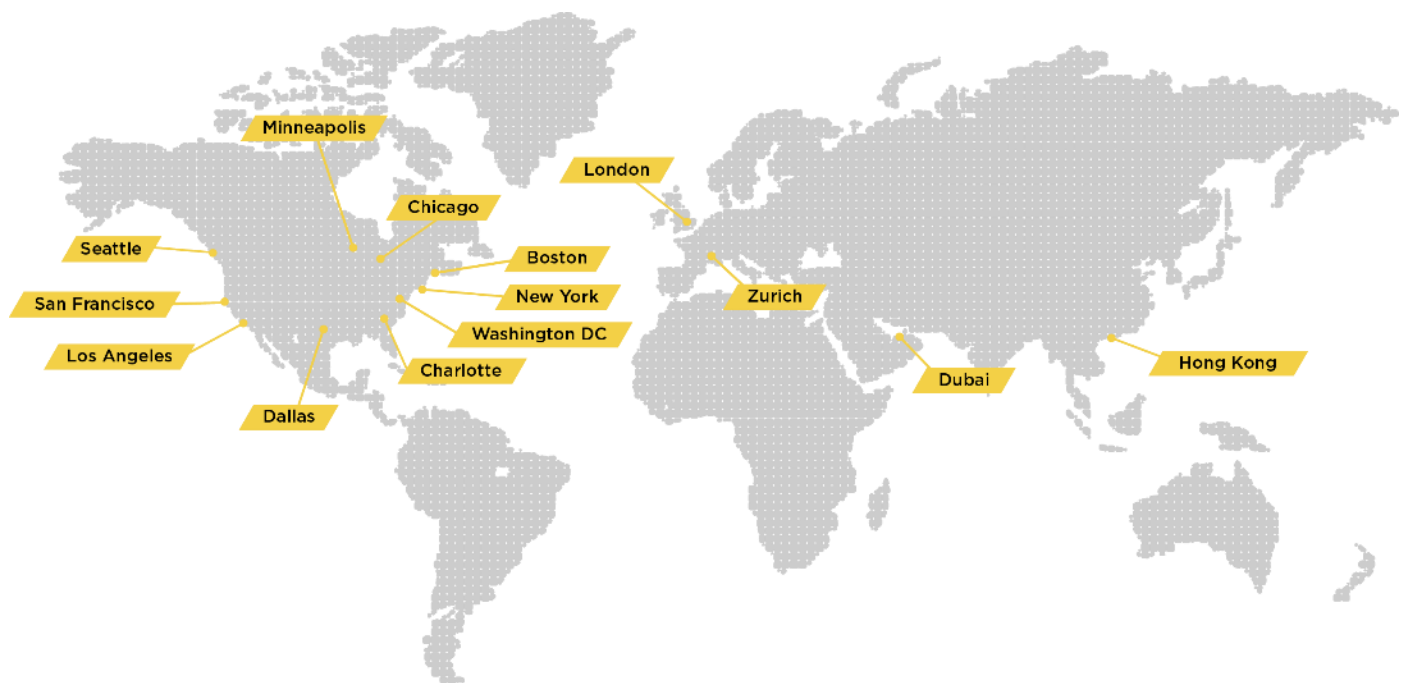 Minneapolis
London
Chicago
Seattle
Boston
New York
Zurich
San Francisco
Washington DC
Los Angeles
Charlotte
Hong Kong
Dubai
Dallas